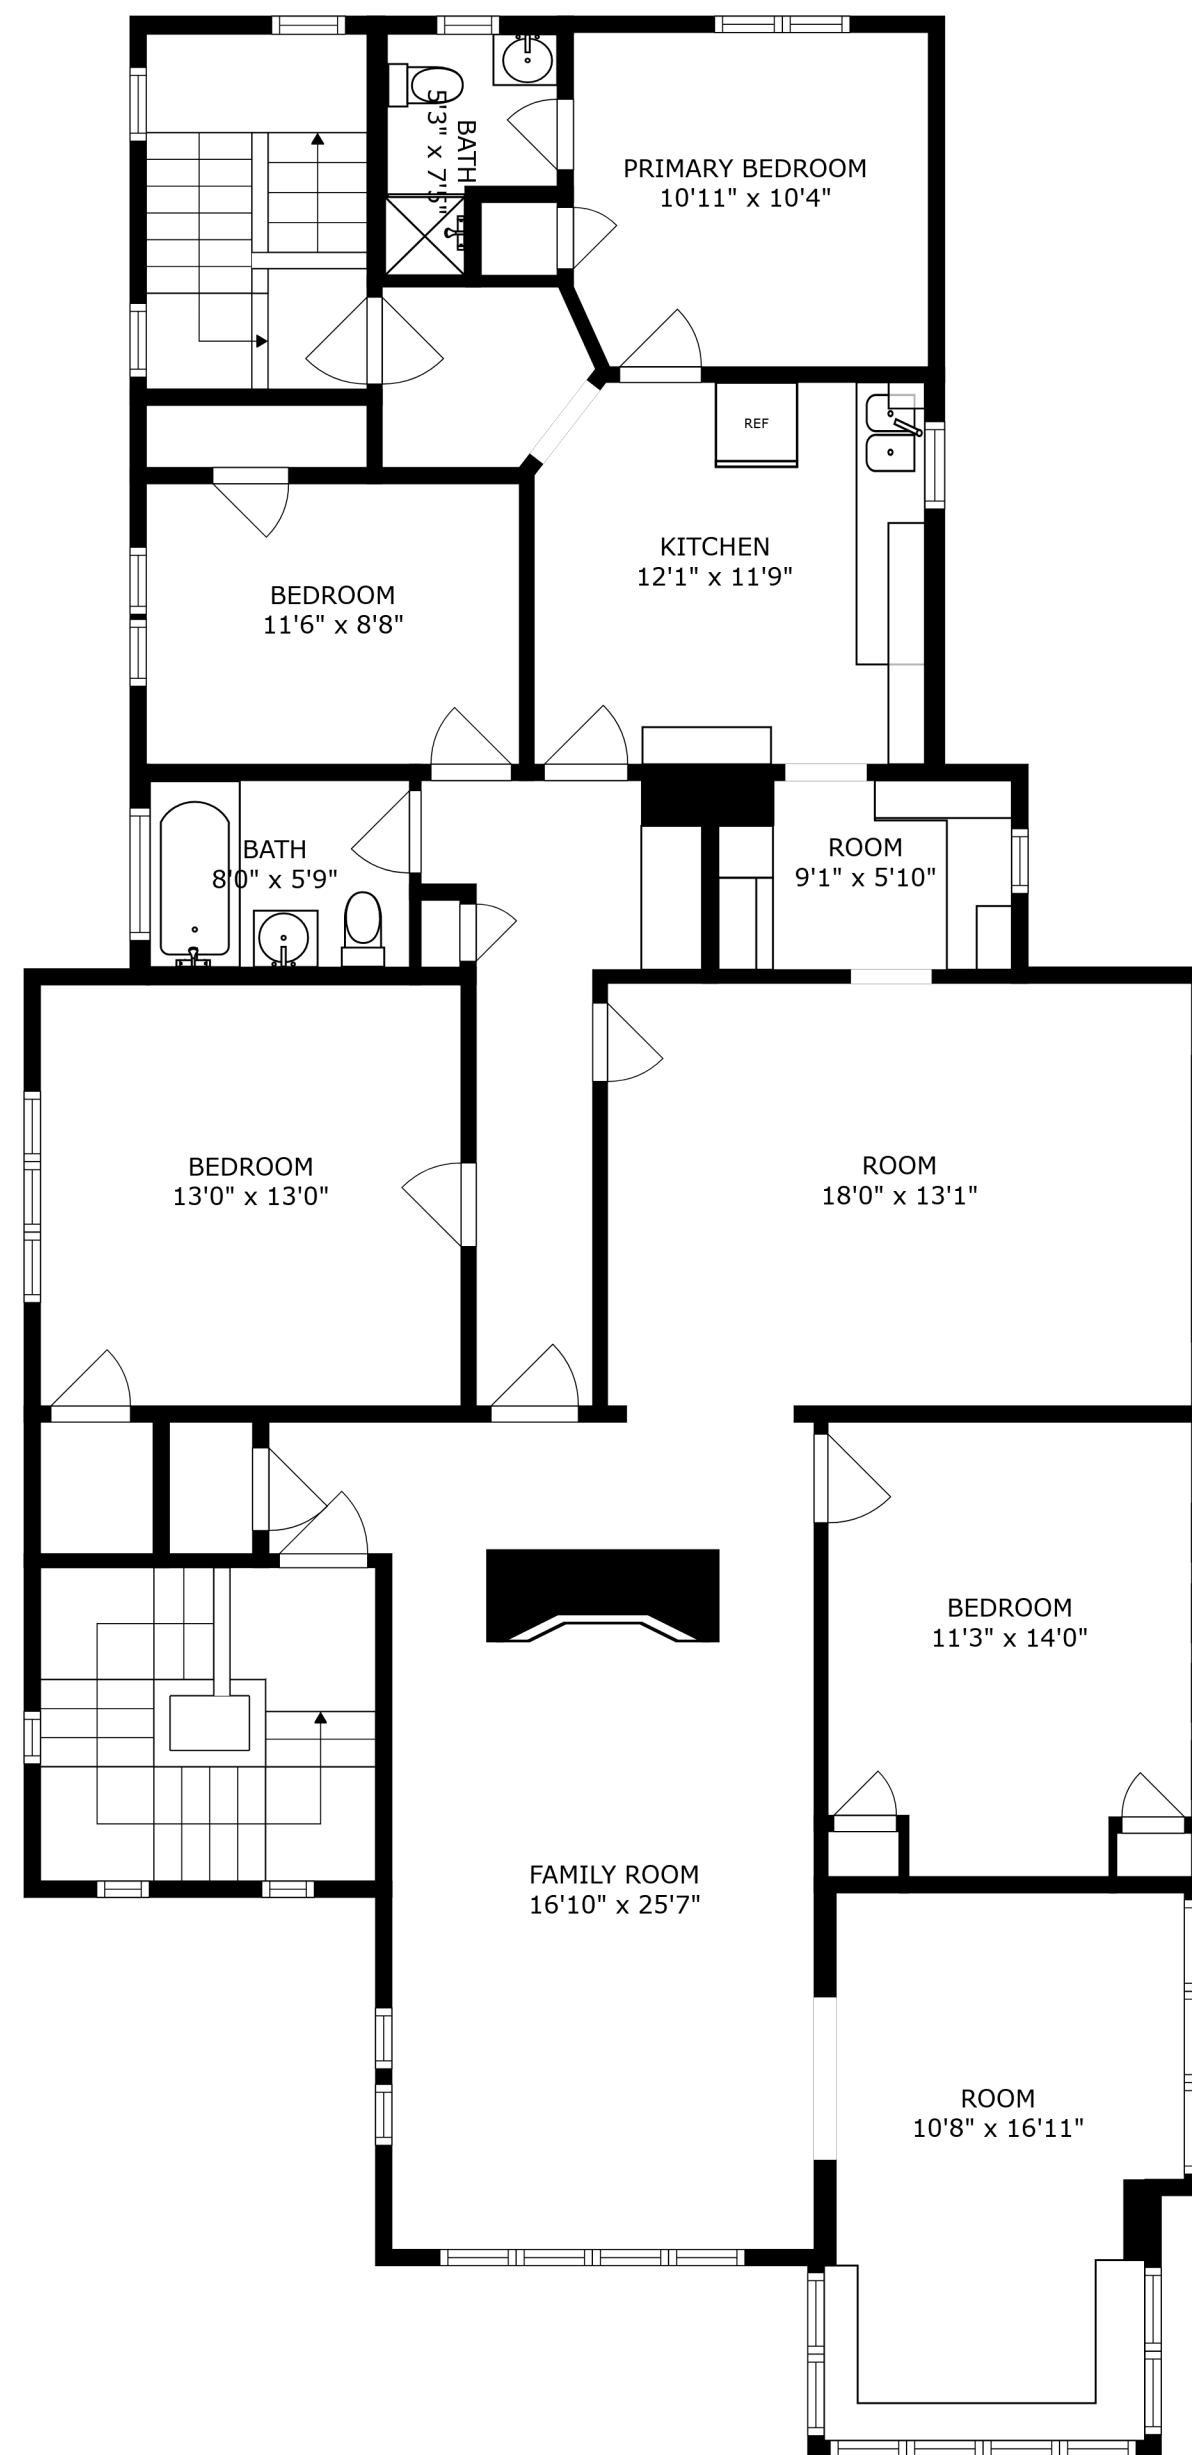 BATH
5'3" x 7'5"
PRIMARY BEDROOM
10'11" x 10'4"
REF
KITCHEN
12'1" x 11'9"
BEDROOM
11'6" x 8'8"
BATH
8'0" x 5'9"
ROOM
9'1" x 5'10"
BEDROOM
13'0" x 13'0"
ROOM
18'0" x 13'1"
BEDROOM
11'3" x 14'0"
FAMILY ROOM
16'10" x 25'7"
ROOM
10'8" x 16'11"